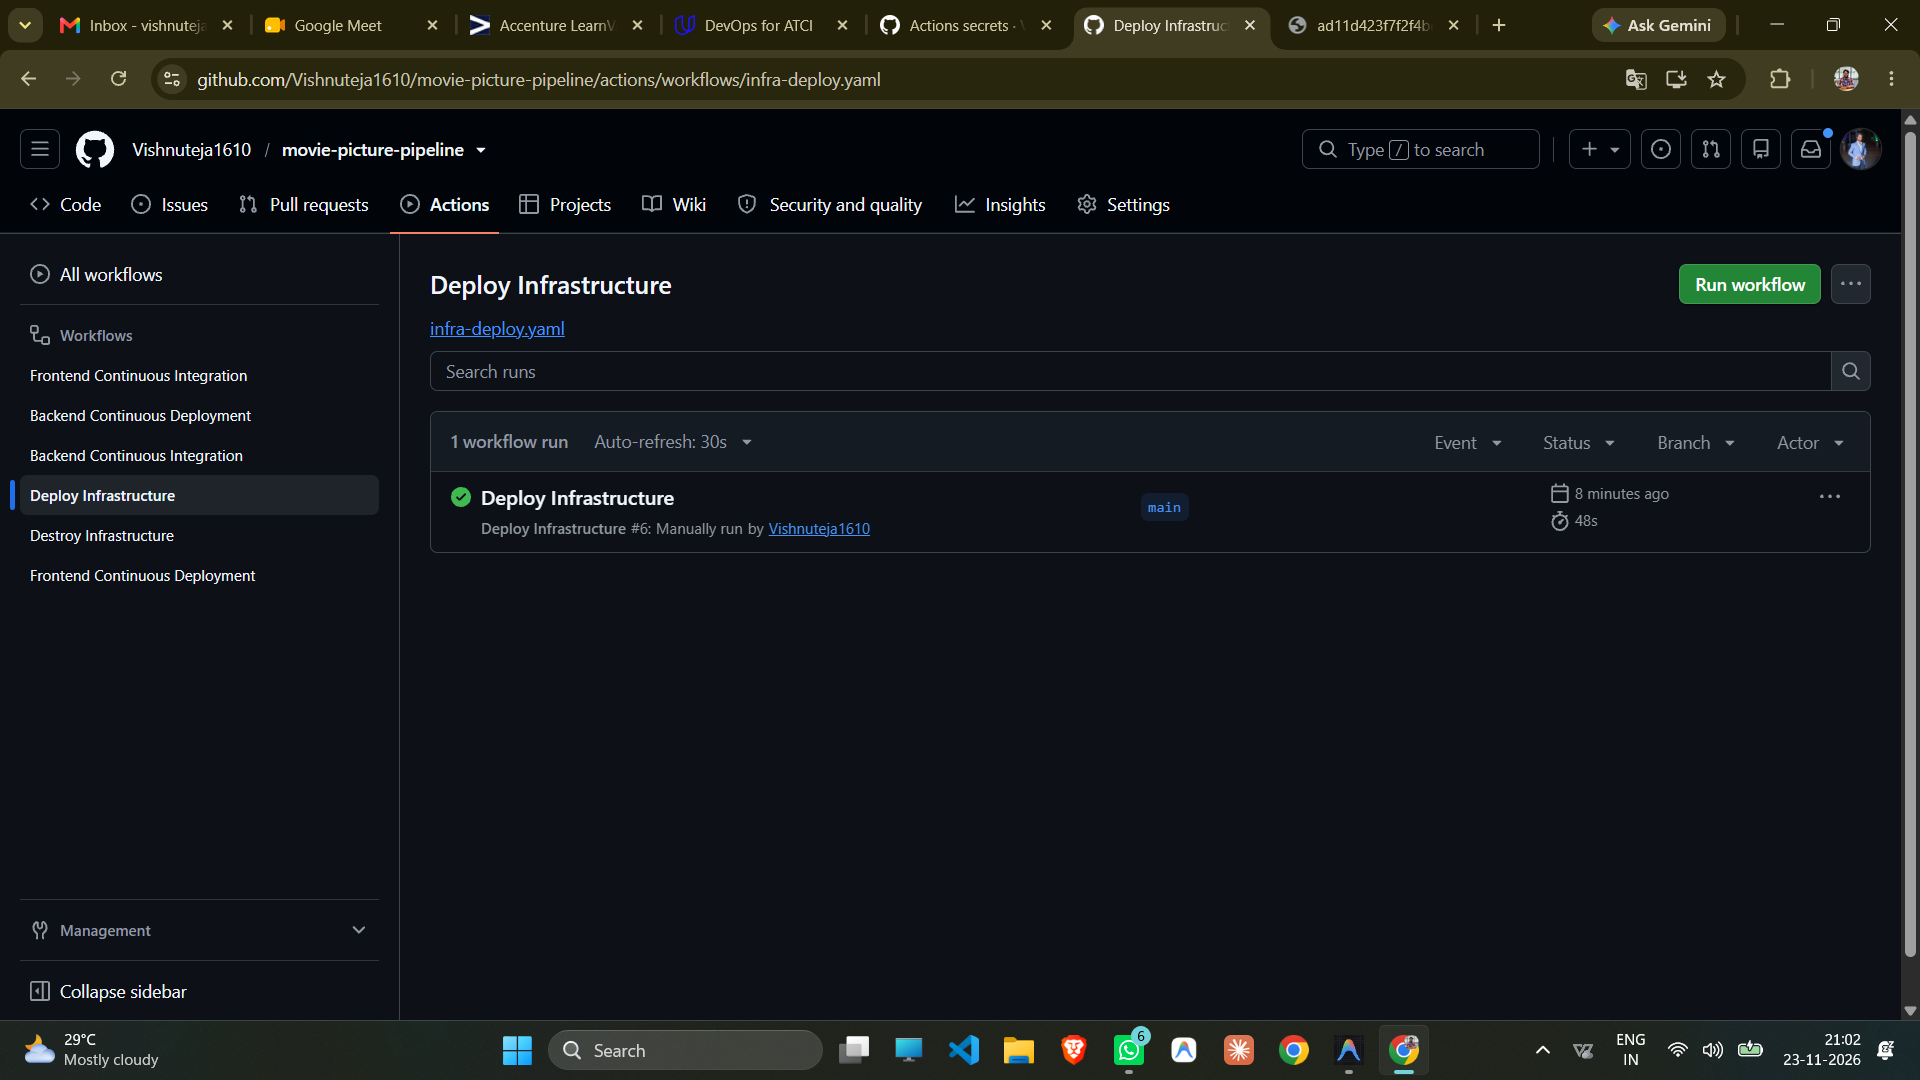 Inbox - vishnuteja
Google Meet
Accenture LearnV
DevOps for ATCI
Actions secrets ·
Deploy Infrastruc
ad11d423f7f2f4b
Ask Gemini
github.com/Vishnuteja1610/movie-picture-pipeline/actions/workflows/infra-deploy.yaml
Vishnuteja1610 / movie-picture-pipeline
Type / to search
Code
Issues
Pull requests
Actions
Projects
Wiki
Security and quality
Insights
Settings
All workflows
Workflows
Frontend Continuous Integration
Backend Continuous Deployment
Backend Continuous Integration
Deploy Infrastructure
Destroy Infrastructure
Frontend Continuous Deployment
Management
Collapse sidebar
Deploy Infrastructure
Run workflow
infra-deploy.yaml
Search runs
1 workflow run
Auto-refresh: 30s
Event
Status
Branch
Actor
Deploy Infrastructure
Deploy Infrastructure #6: Manually run by Vishnuteja1610
main
8 minutes ago
48s
29°C
Mostly cloudy
Search
6
ENG
IN
21:02
23-11-2026